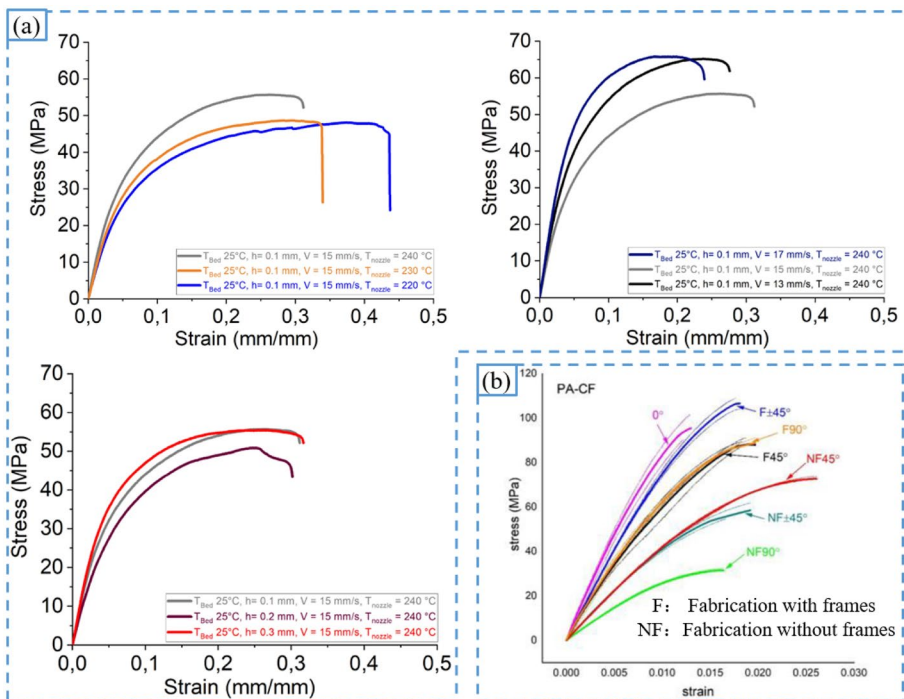 (a)
70
60
50
40
30
20
10
0
Stress (MPa)
T_Bed 25°C, h= 0.1 mm, V = 15 mm/s, T_nozzle = 240 °C
T_Bed 25°C, h= 0.1 mm, V = 15 mm/s, T_nozzle = 230 °C
T_Bed 25°C, h= 0.1 mm, V = 15 mm/s, T_nozzle = 220 °C
0,0 0,1 0,2 0,3 0,4 0,5
Strain (mm/mm)
70
60
50
40
30
20
10
0
Stress (MPa)
T_Bed 25°C, h= 0.1 mm, V = 17 mm/s, T_nozzle = 240 °C
T_Bed 25°C, h= 0.1 mm, V = 15 mm/s, T_nozzle = 240 °C
T_Bed 25°C, h= 0.1 mm, V = 13 mm/s, T_nozzle = 240 °C
0,0 0,1 0,2 0,3 0,4 0,5
Strain (mm/mm)
70
60
50
40
30
20
10
0
Stress (MPa)
T_Bed 25°C, h= 0.1 mm, V = 15 mm/s, T_nozzle = 240 °C
T_Bed 25°C, h= 0.2 mm, V = 15 mm/s, T_nozzle = 240 °C
T_Bed 25°C, h= 0.3 mm, V = 15 mm/s, T_nozzle = 240 °C
0,0 0,1 0,2 0,3 0,4 0,5
Strain (mm/mm)
(b)
120
100
80
60
40
20
0
stress (MPa)
PA-CF
0°
F±45°
F90°
F45°
NF45°
NF±45°
NF90°
F: Fabrication with frames
NF: Fabrication without frames
0.000 0.005 0.010 0.015 0.020 0.025 0.030
strain